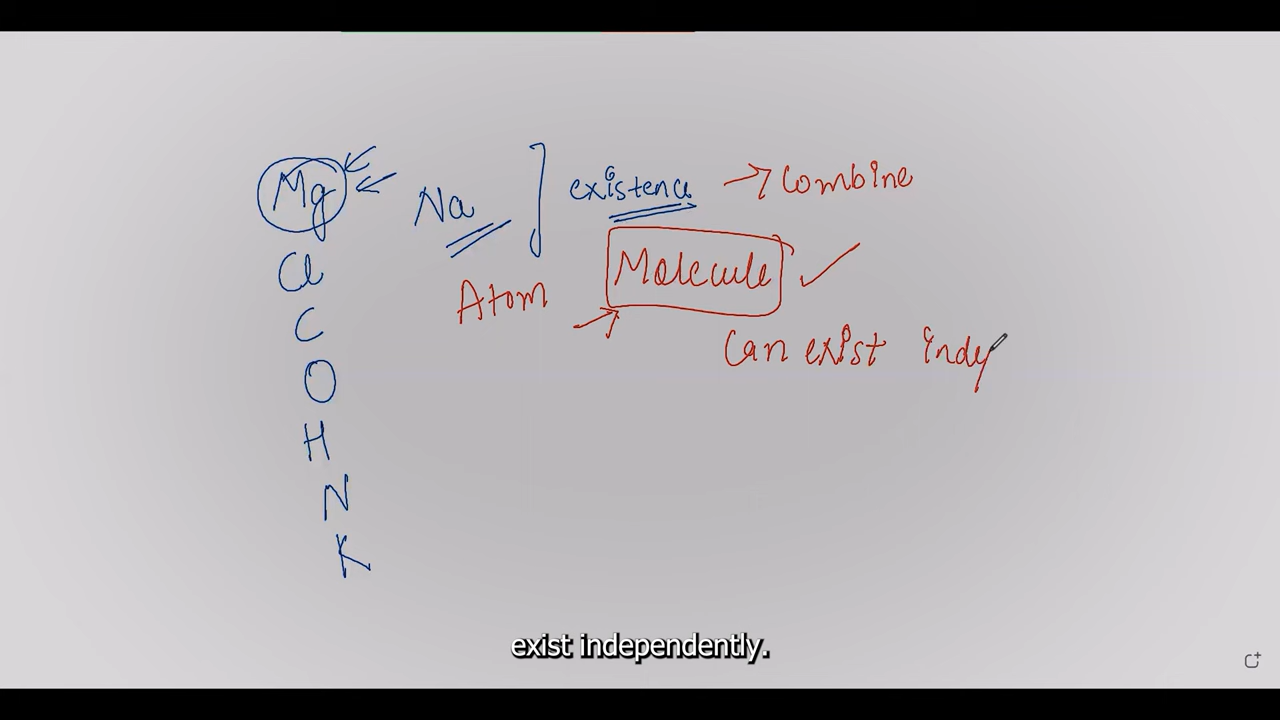 Mg Na existence → Combine
Cl
Atom Molecule
C
Can exist indep
O
H
N
K
exist independently.